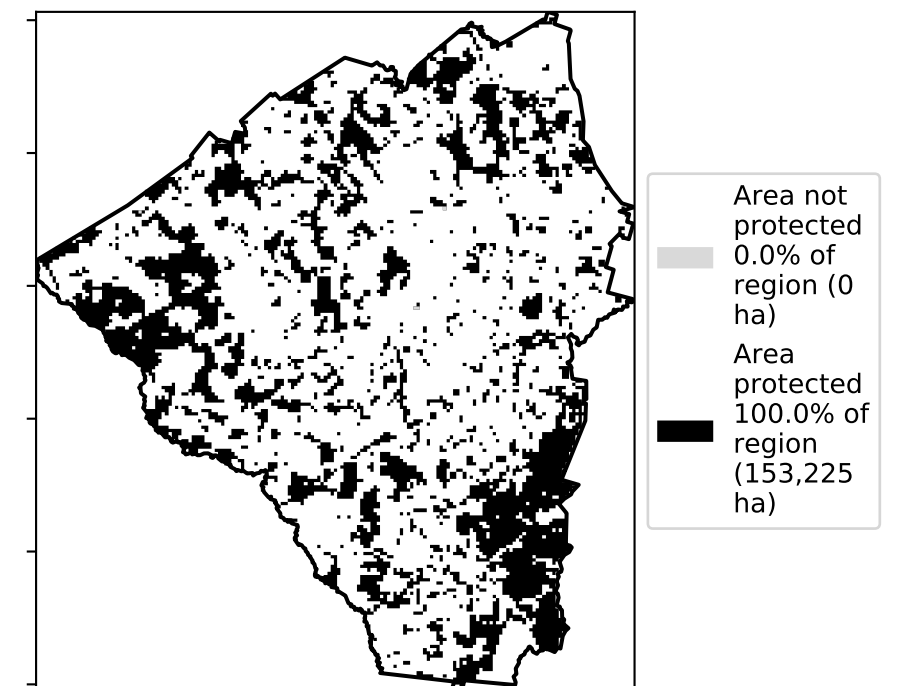 Area not
protected
0.0% of
region (0
ha)
Area
protected
100.0% of
region
(153,225
ha)